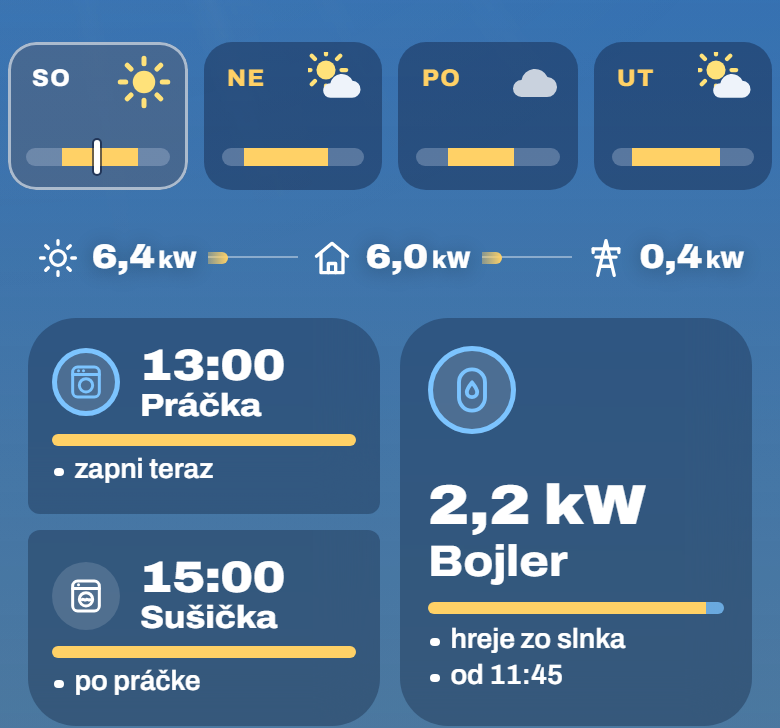 SO
NE
PO
UT
6,4 kW
6,0 kW
0,4 kW
13:00
Práčka
zapni teraz
15:00
Sušička
po práčke
2,2 kW
Bojler
hreje zo slnka
od 11:45